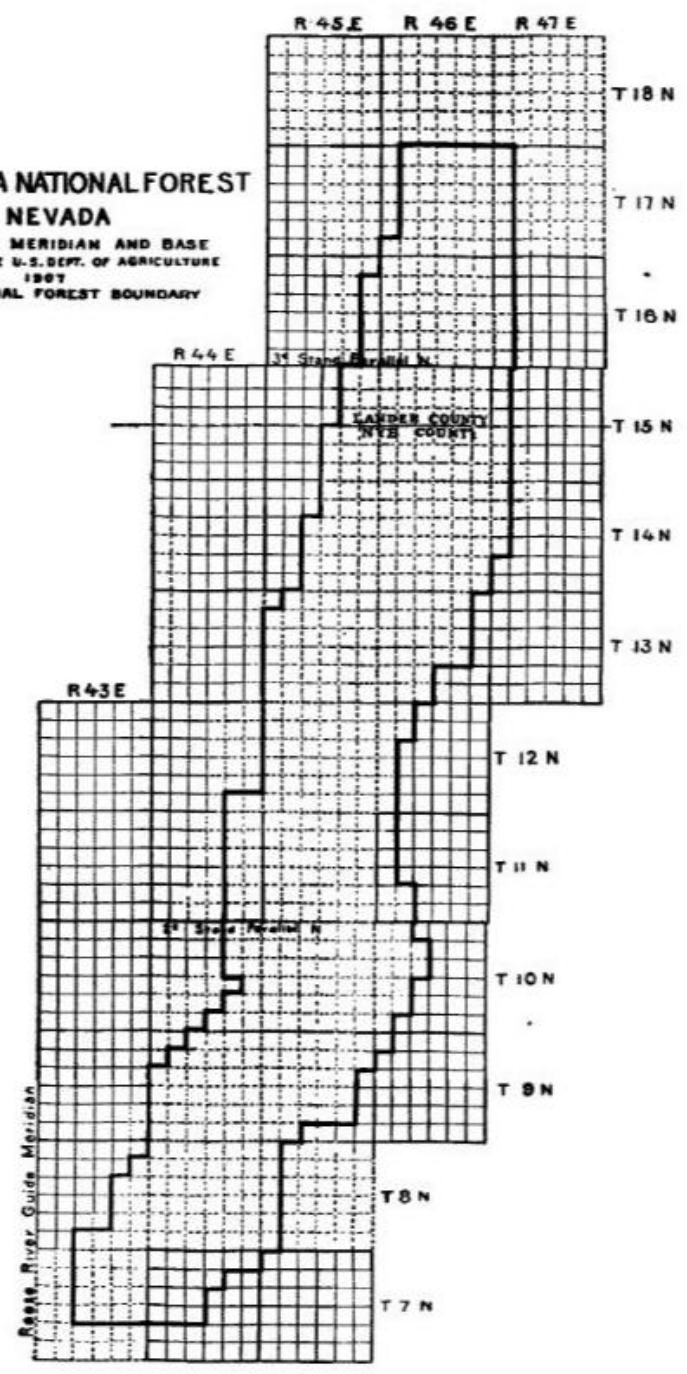 R 45 E R 46 E R 47 E
T 18 N
A NATIONAL FOREST
NEVADA
T 17 N
MERIDIAN AND BASE
E U.S. DEPT. OF AGRICULTURE
1907
AL FOREST BOUNDARY
T 16 N
R 44 E
3d Stand Parallel N.
LANDER COUNTY
NYE COUNTY
T 15 N
T 14 N
T 13 N
R 43 E
T 12 N
T 11 N
2d Stand Parallel N
T 10 N
T 9 N
Reese River Guide Meridian
T 8 N
T 7 N